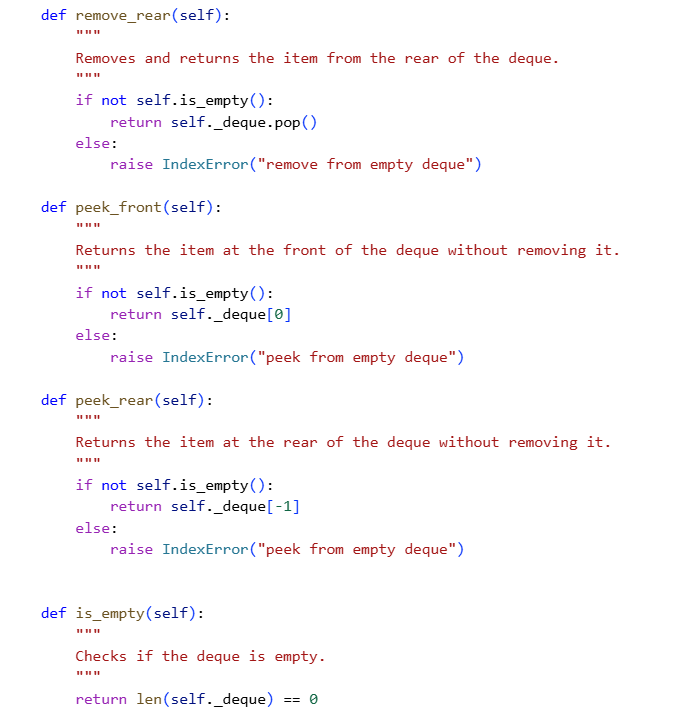 def remove_rear(self):
"""
Removes and returns the item from the rear of the deque.
"""
if not self.is_empty():
return self._deque.pop()
else:
raise IndexError("remove from empty deque")
def peek_front(self):
"""
Returns the item at the front of the deque without removing it.
"""
if not self.is_empty():
return self._deque[0]
else:
raise IndexError("peek from empty deque")
def peek_rear(self):
"""
Returns the item at the rear of the deque without removing it.
"""
if not self.is_empty():
return self._deque[-1]
else:
raise IndexError("peek from empty deque")
def is_empty(self):
"""
Checks if the deque is empty.
"""
return len(self._deque) == 0